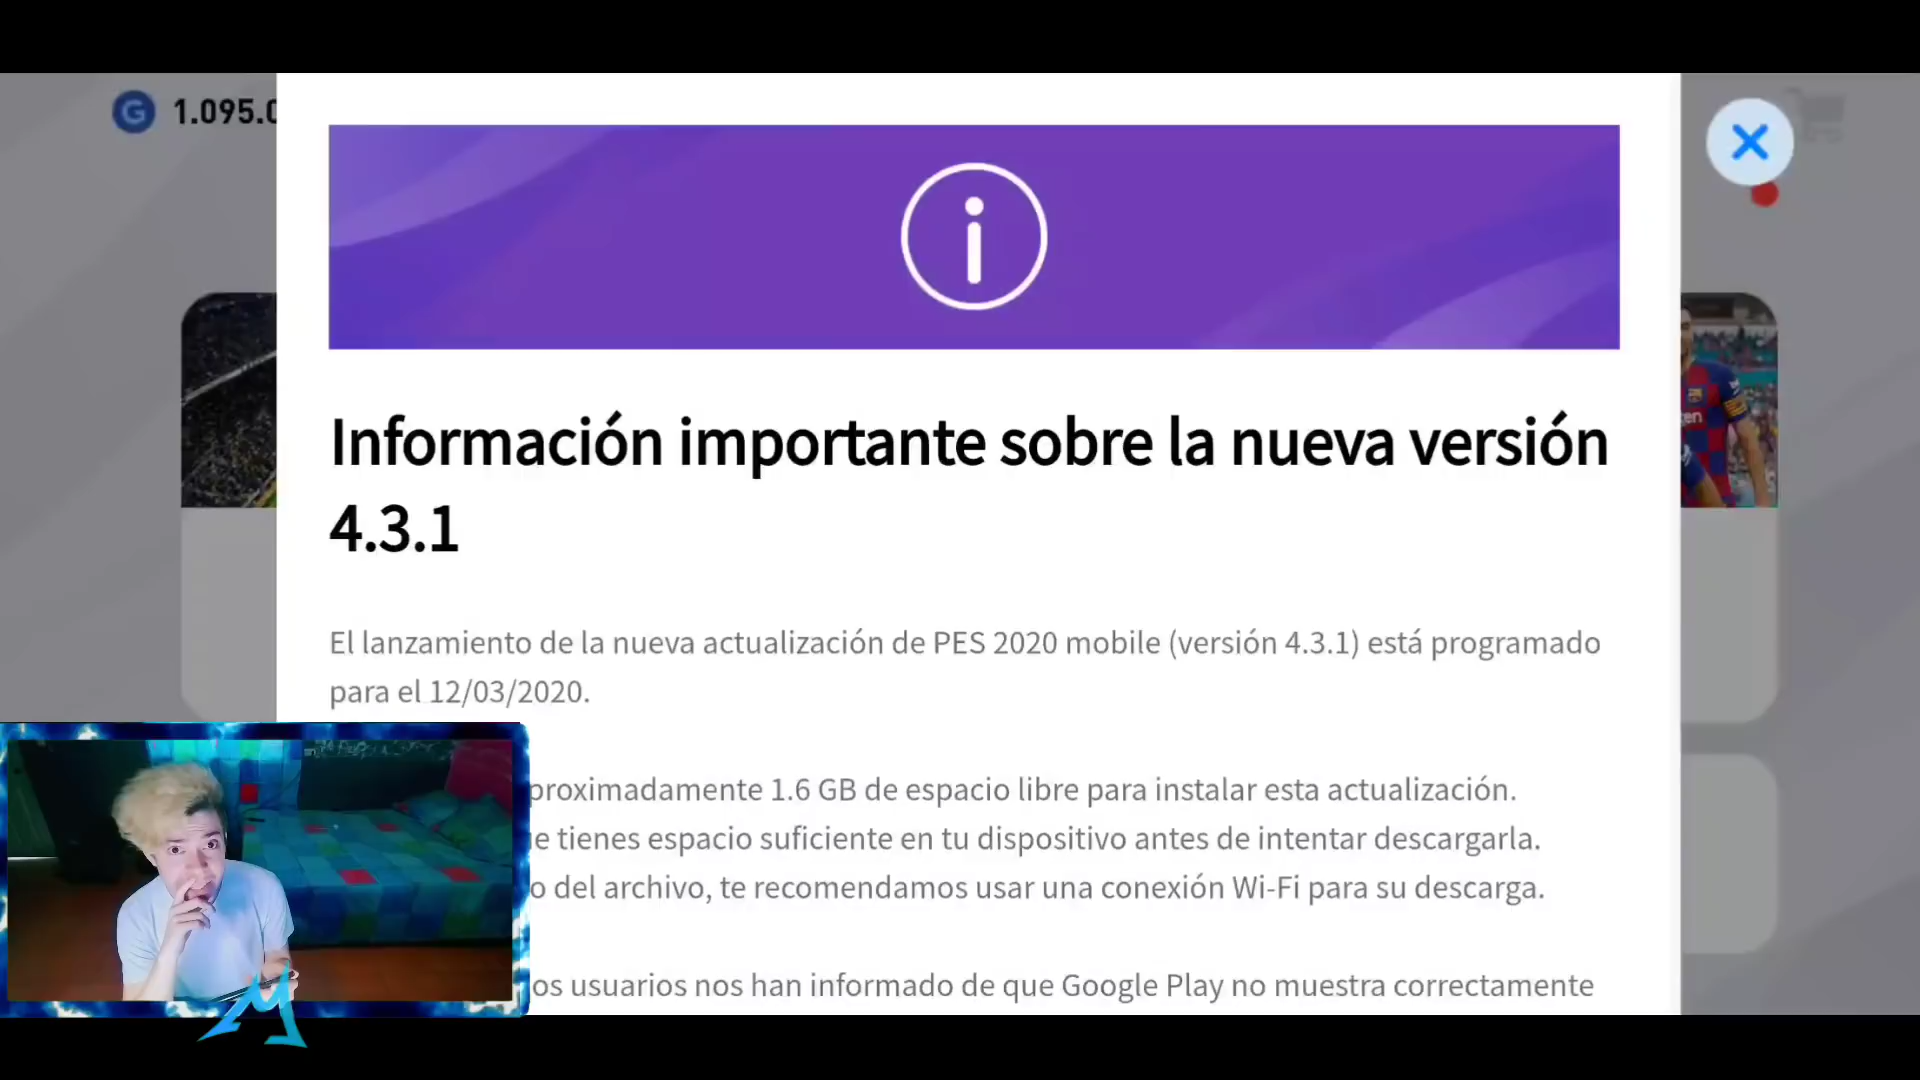 1.095.0
Información importante sobre la nueva versión
4.3.1
El lanzamiento de la nueva actualización de PES 2020 mobile (versión 4.3.1) está programado
para el 12/03/2020.
1.6 GB de espacio libre para instalar esta actualización.
tienes espacio suficiente en tu dispositivo antes de intentar descargarla.
del archivo, te recomendamos usar una conexión Wi-Fi para su descarga.
usuarios nos han informado de que Google Play no muestra correctamente